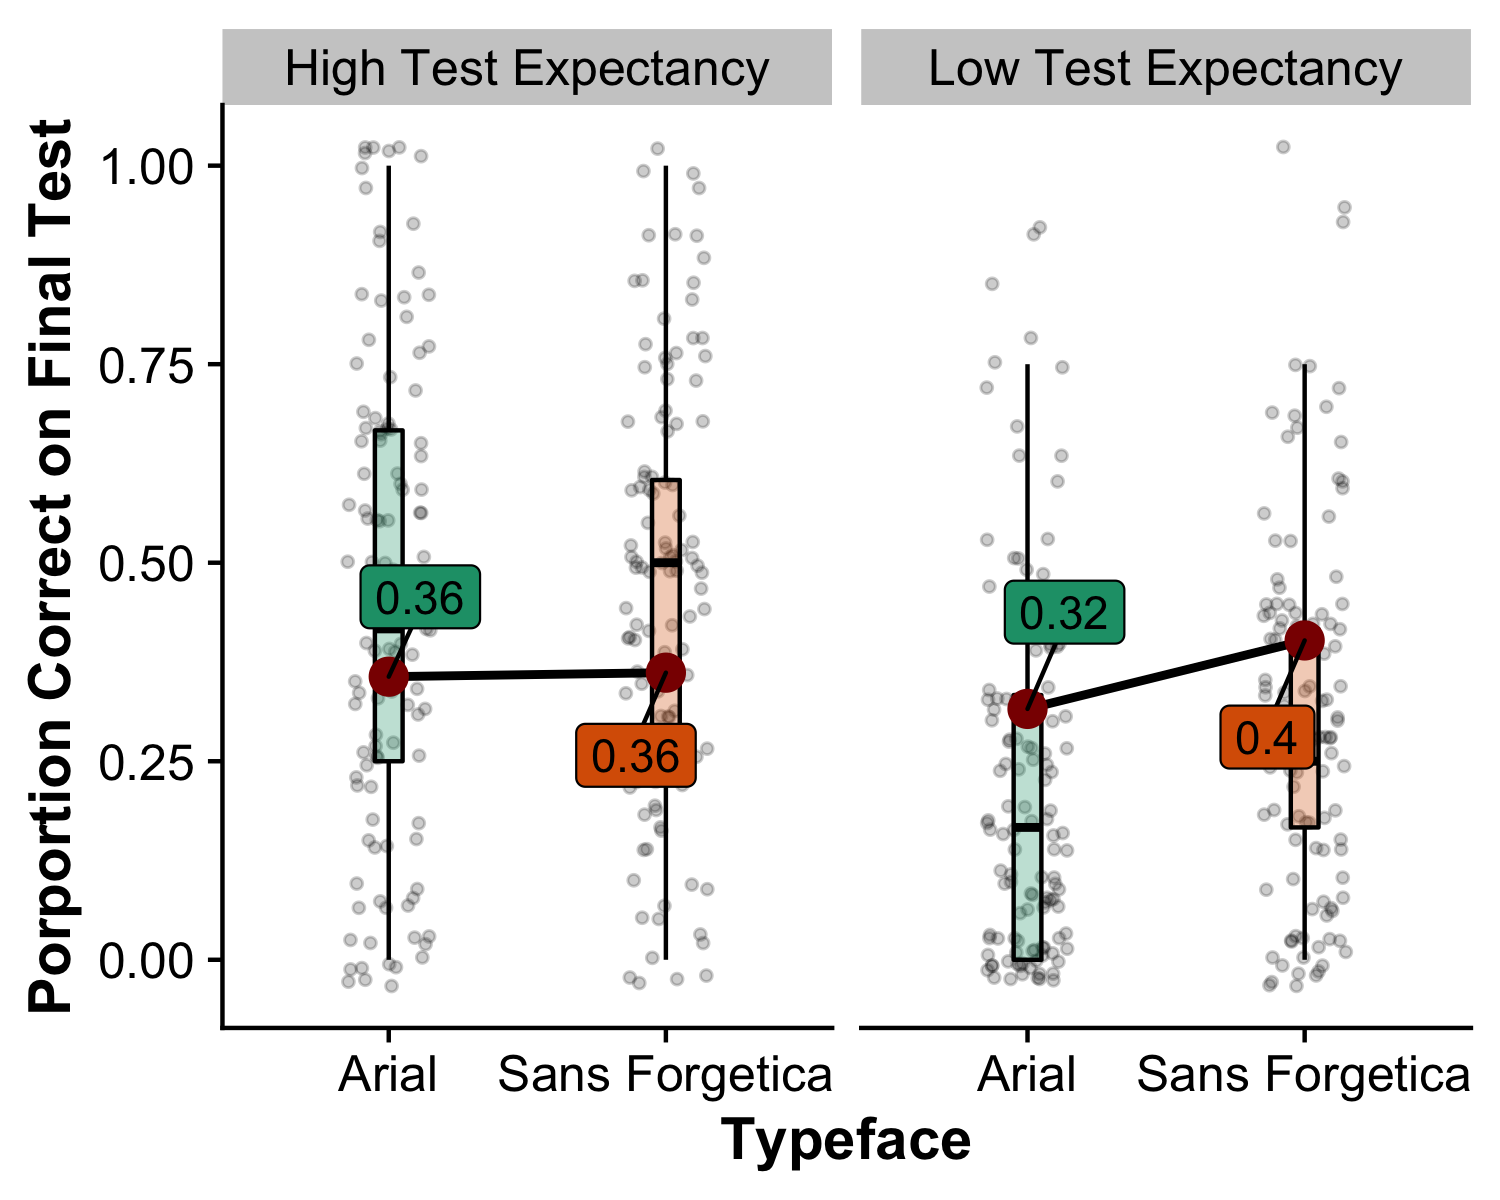 High Test Expectancy
Low Test Expectancy
Porportion Correct on Final Test
1.00
0.75
0.50
0.25
0.00
0.36
0.36
0.32
0.4
Arial
Sans Forgetica
Arial
Sans Forgetica
Typeface